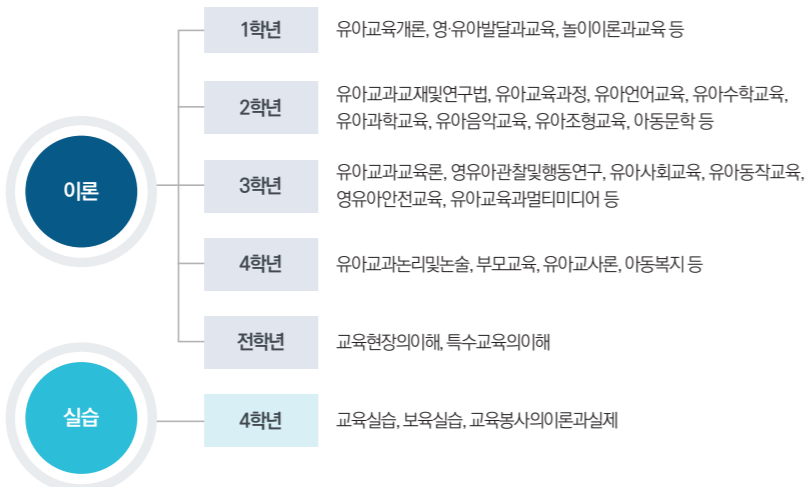 이론
1학년
유아교육개론, 영·유아발달과교육, 놀이이론과교육 등
2학년
유아교과교재및연구법, 유아교육과정, 유아언어교육, 유아수학교육,
유아과학교육, 유아음악교육, 유아조형교육, 아동문학 등
3학년
유아교과교육론, 영유아관찰및행동연구, 유아사회교육, 유아동작교육,
영유아안전교육, 유아교육과멀티미디어 등
4학년
유아교과논리및논술, 부모교육, 유아교사론, 아동복지 등
전학년
교육현장의이해, 특수교육의이해
실습
4학년
교육실습, 보육실습, 교육봉사의이론과실제